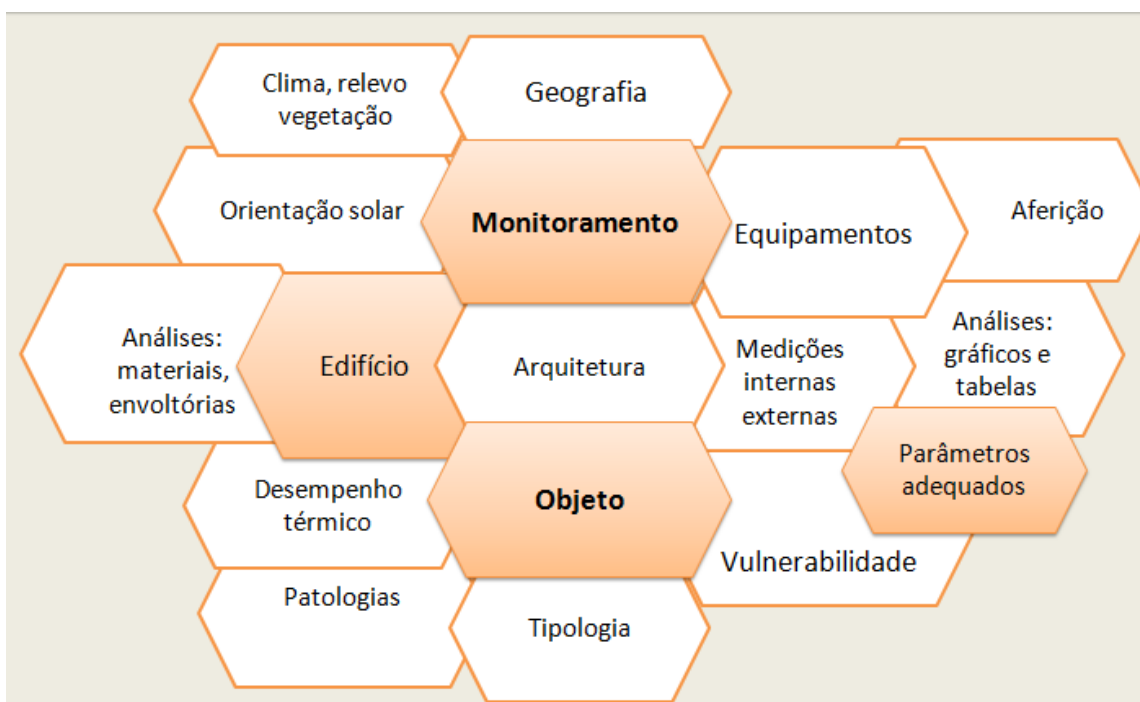 Clima, relevo
vegetação
Geografia
Orientação solar
Monitoramento
Equipamentos
Aferição
Análises:
materiais,
envoltórias
Edifício
Arquitetura
Medições
internas
externas
Análises:
gráficos e
tabelas
Parâmetros
adequados
Desempenho
térmico
Objeto
Vulnerabilidade
Patologias
Tipologia